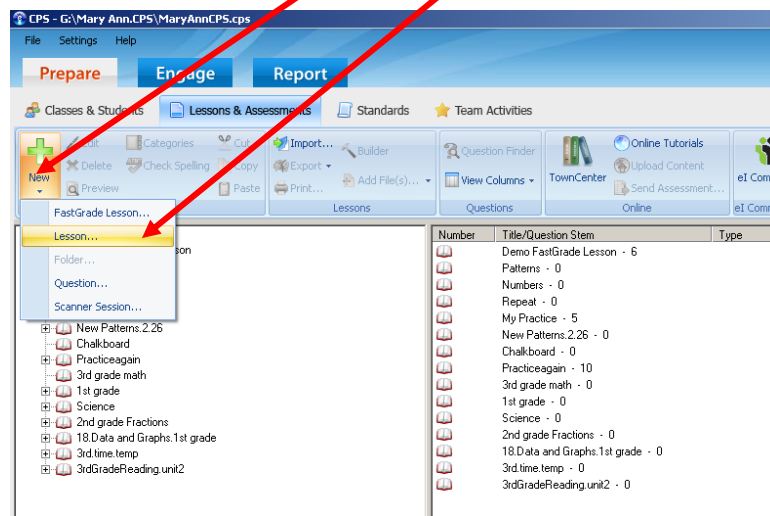 CPS - G:\Mary Ann.CPS\MaryAnnCPS.cps
File Settings Help
Prepare Engage Report
Classes & Students Lessons & Assessments Standards Team Activities
New
Edit Categories Cut
Delete Check Spelling Copy
Preview Paste
Import... Builder
Export
Print... Add File(s)...
Lessons
Question Finder
View Columns
Questions
TownCenter
Online Tutorials
Upload Content
Send Assessment...
Online
eI Com
eI Comm
FastGrade Lesson...
Lesson...
Folder...
Question...
Scanner Session...
son
New Patterns.2.26
Chalkboard
Practiceagain
3rd grade math
1st grade
Science
2nd grade Fractions
18.Data and Graphs.1st grade
3rd.time.temp
3rdGradeReading.unit2
Number Title/Question Stem Type
Demo FastGrade Lesson - 6
Patterns - 0
Numbers - 0
Repeat - 0
My Practice - 5
New Patterns.2.26 - 0
Chalkboard - 0
Practiceagain - 10
3rd grade math - 0
1st grade - 0
Science - 0
2nd grade Fractions - 0
18.Data and Graphs.1st grade - 0
3rd.time.temp - 0
3rdGradeReading.unit2 - 0